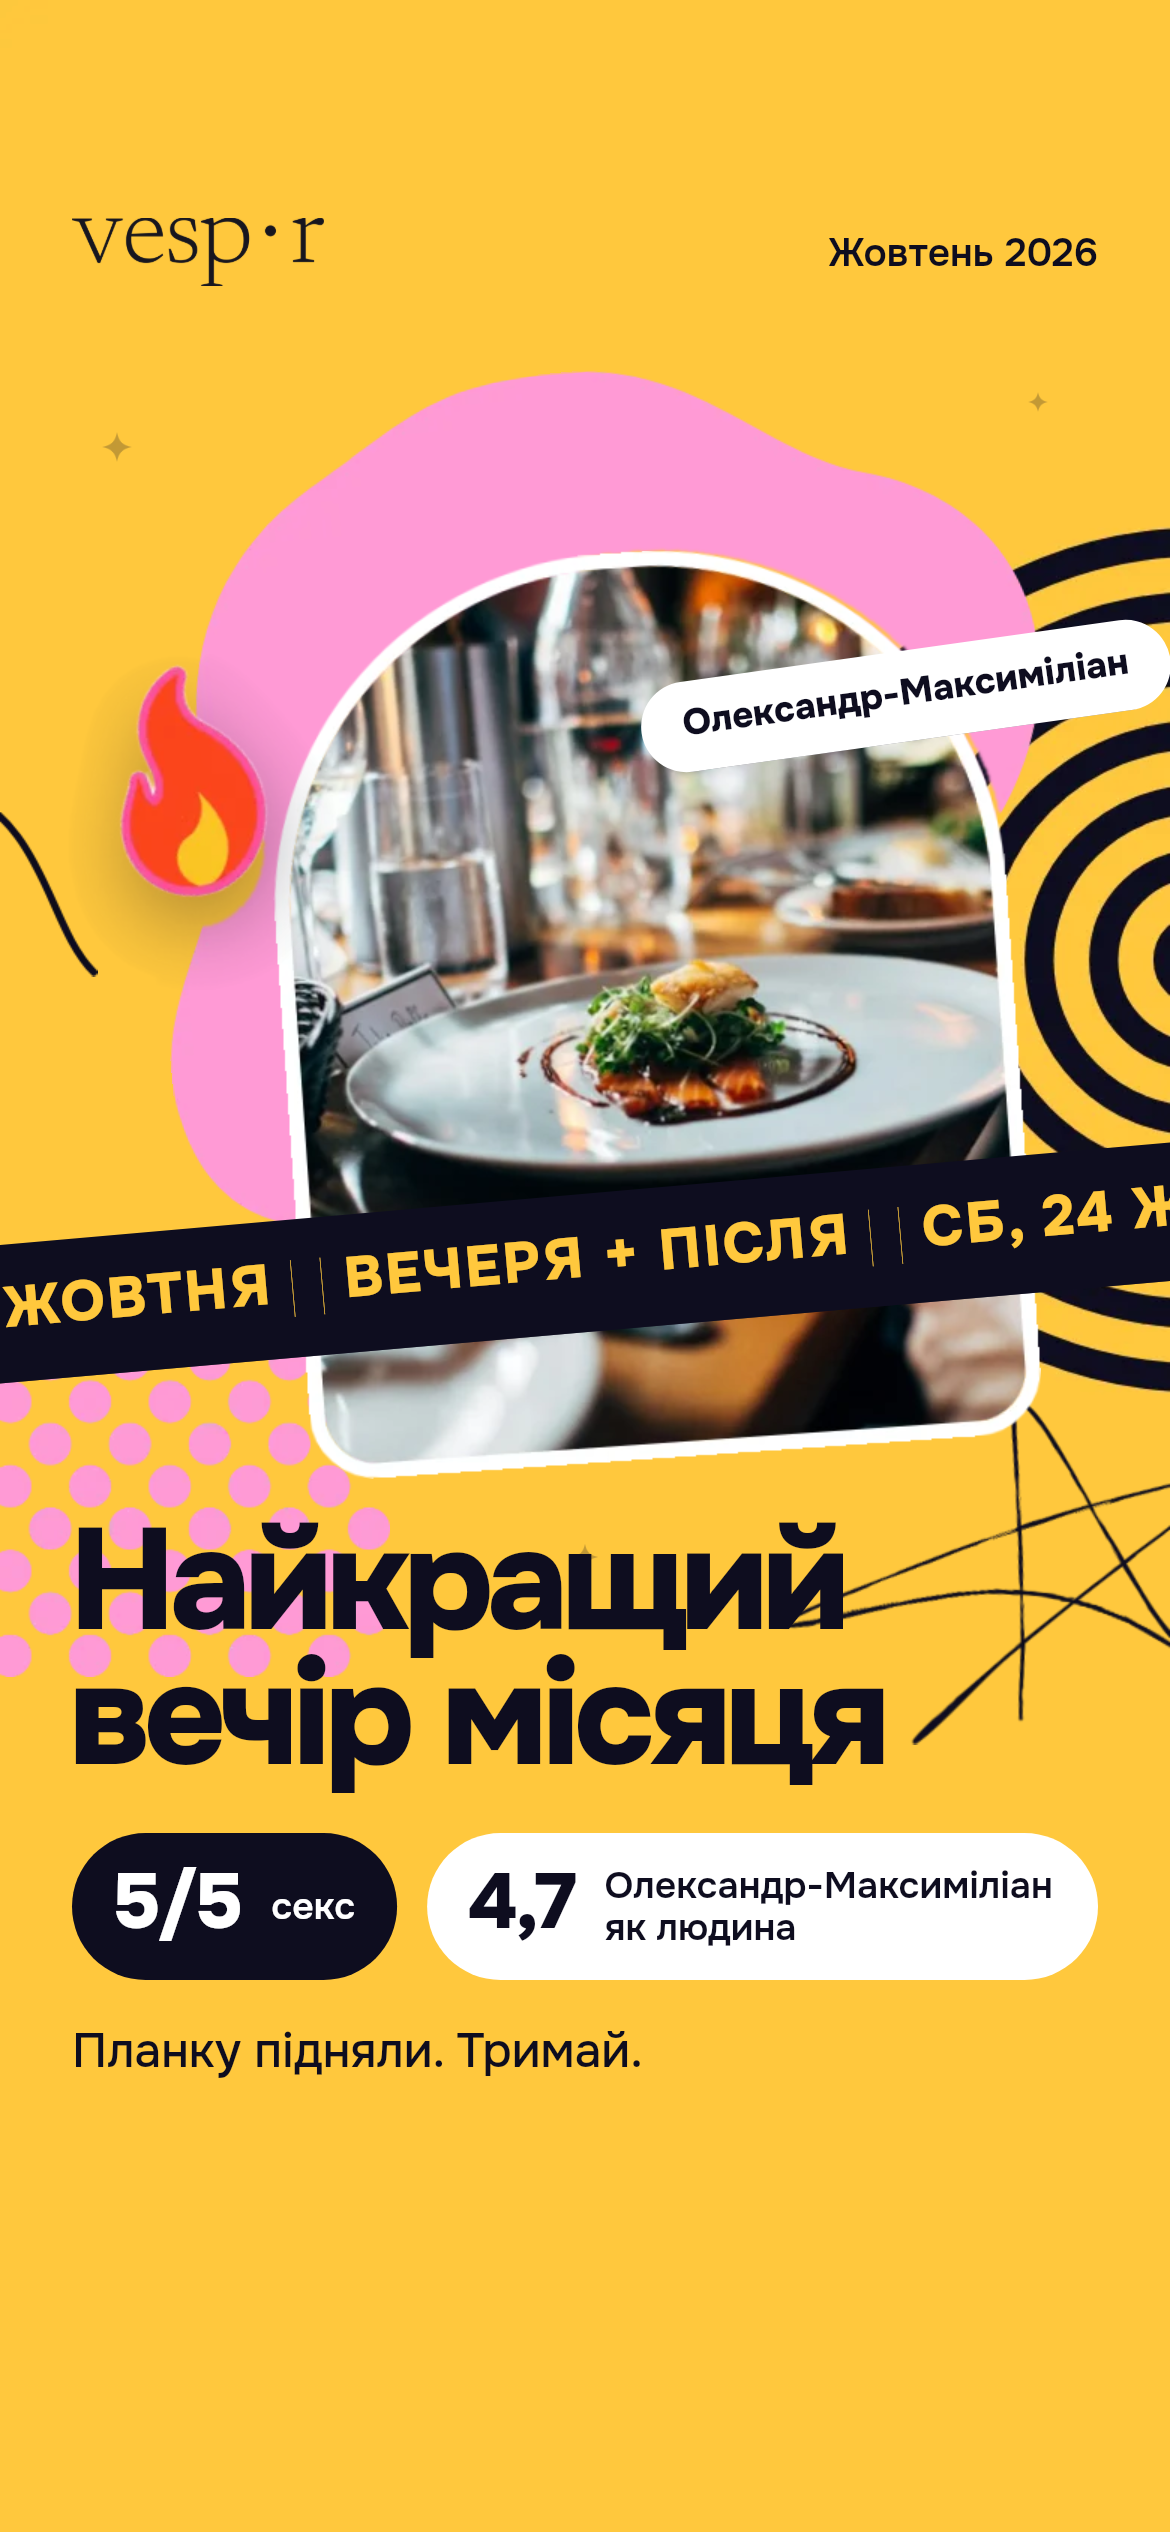 vesp·r
Жовтень 2026
Олександр-Максиміліан
ЖОВТНЯ || ВЕЧЕРЯ + ПІСЛЯ || СБ, 24 Ж
Найкращий
вечір місяця
5/5 секс
4,7 Олександр-Максиміліан
як людина
Планку підняли. Тримай.